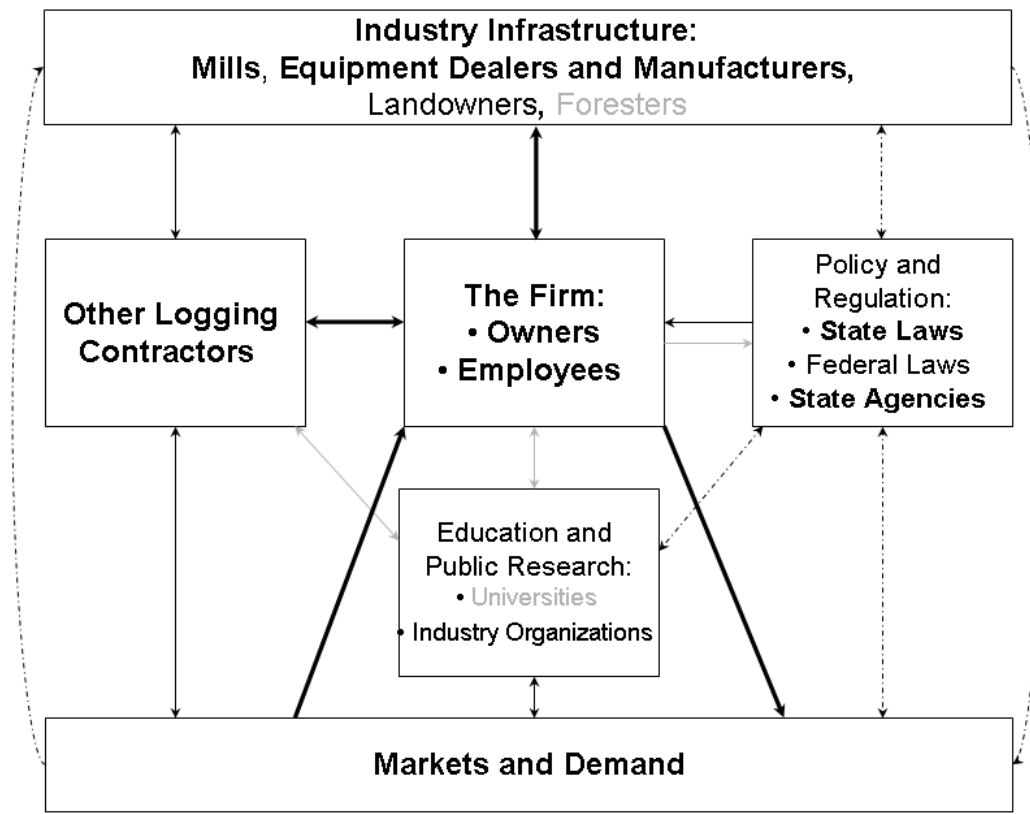 Industry Infrastructure:
Mills, Equipment Dealers and Manufacturers,
Landowners, Foresters
Other Logging
Contractors
The Firm:
• Owners
• Employees
Policy and
Regulation:
• State Laws
• Federal Laws
• State Agencies
Education and
Public Research:
• Universities
• Industry Organizations
Markets and Demand